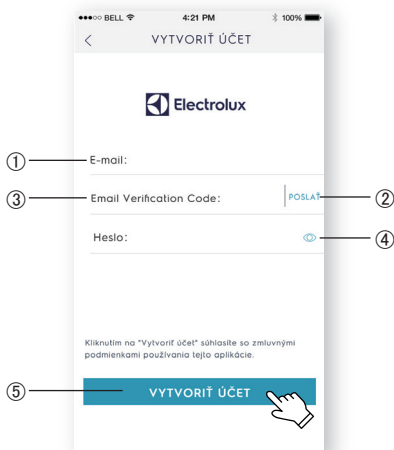 ●●●○○ BELL 4:21 PM 100%
< VYTVORIŤ ÚČET
Electrolux
① E-mail:
③ Email Verification Code: POSLAŤ ②
Heslo: ④
Kliknutím na "Vytvoriť účet" súhlasíte so zmluvnými
podmienkami používania tejto aplikácie.
⑤ VYTVORIŤ ÚČET